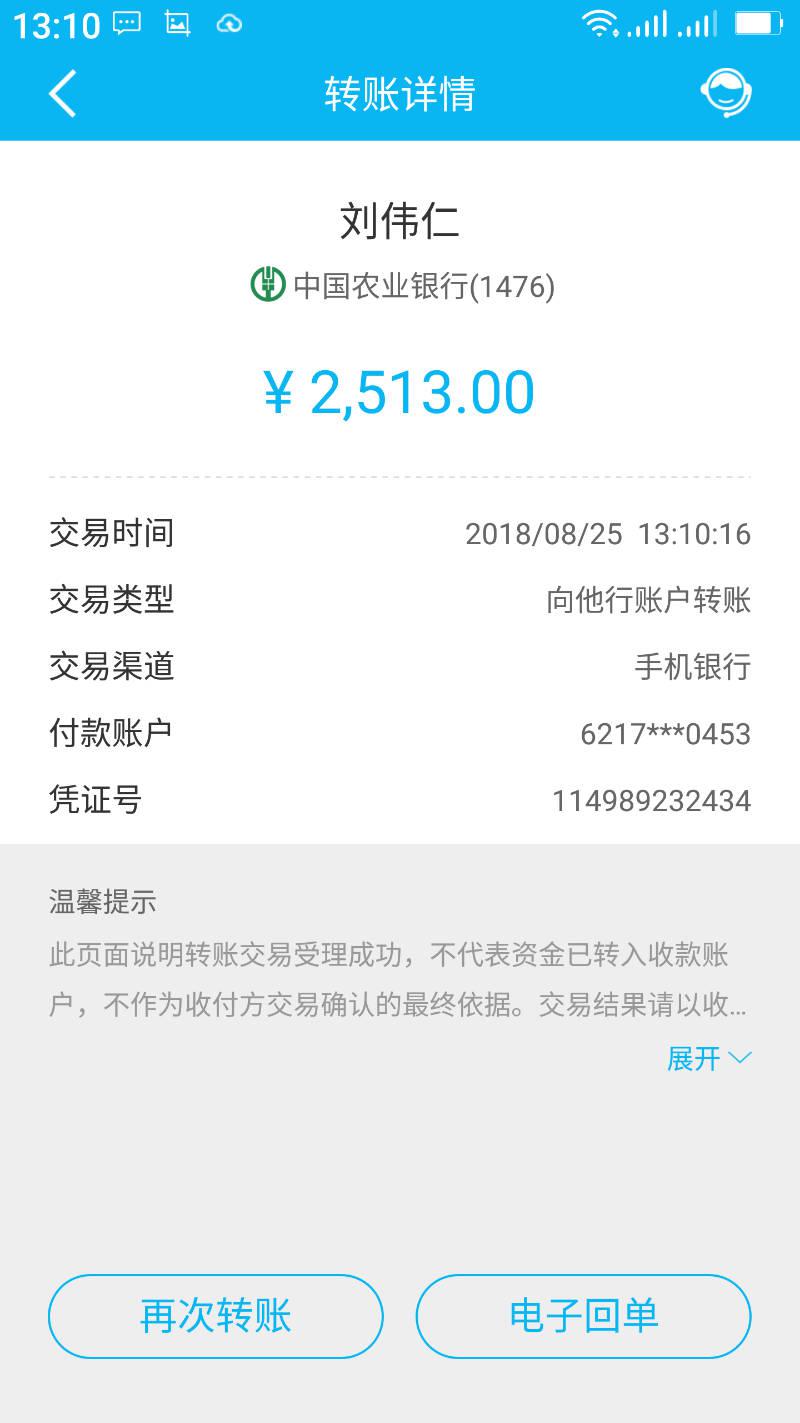 13:10
转账详情
刘伟仁
中国农业银行(1476)
¥ 2,513.00
交易时间 2018/08/25 13:10:16
交易类型 向他行账户转账
交易渠道 手机银行
付款账户 6217***0453
凭证号 114989232434
温馨提示
此页面说明转账交易受理成功，不代表资金已转入收款账
户，不作为收付方交易确认的最终依据。交易结果请以收...
展开
再次转账 电子回单